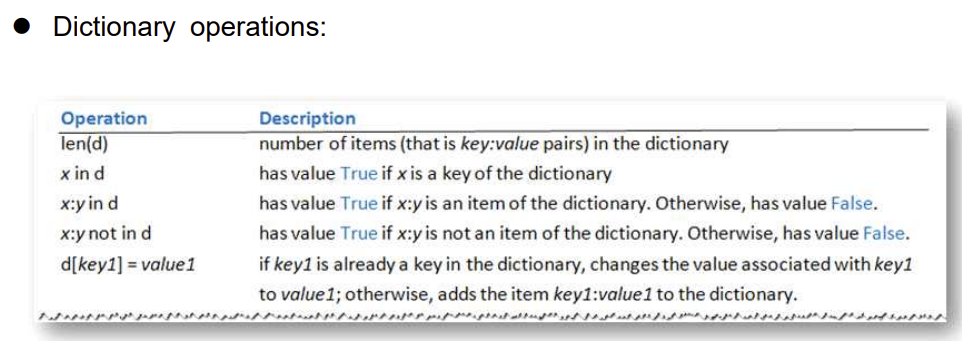 ● Dictionary operations:
Operation Description
len(d) number of items (that is key:value pairs) in the dictionary
x in d has value True if x is a key of the dictionary
x:y in d has value True if x:y is an item of the dictionary. Otherwise, has value False.
x:y not in d has value True if x:y is not an item of the dictionary. Otherwise, has value False.
d[key1] = value1 if key1 is already a key in the dictionary, changes the value associated with key1
to value1; otherwise, adds the item key1:value1 to the dictionary.